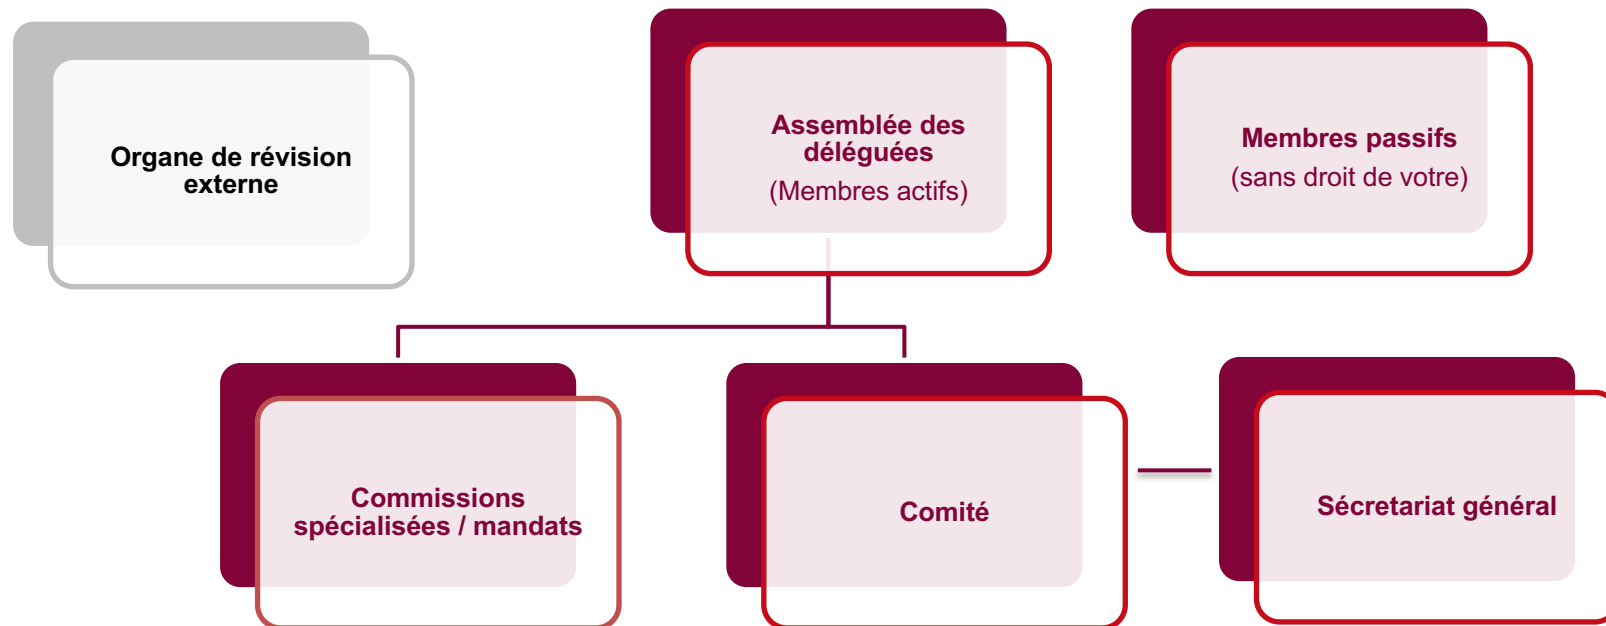 Organe de révision
externe
Assemblée des
déléguées
(Membres actifs)
Membres passifs
(sans droit de votre)
Commissions
spécialisées / mandats
Comité
Sécretariat général